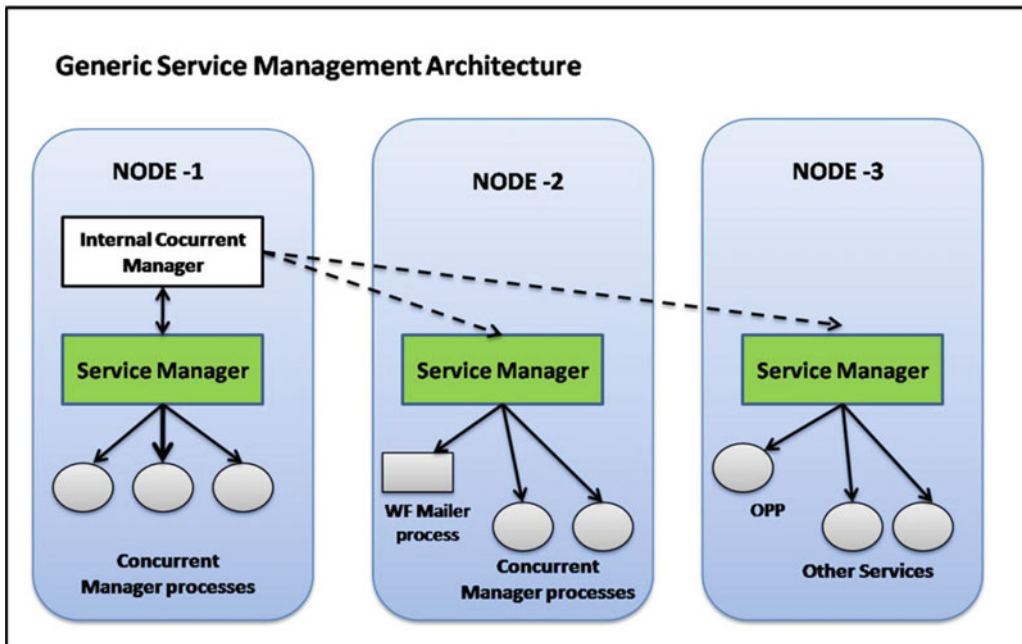 Generic Service Management Architecture
NODE -1
Internal Cocurrent
Manager
Service Manager
Concurrent
Manager processes
NODE -2
Service Manager
WF Mailer
process
Concurrent
Manager processes
NODE -3
Service Manager
OPP
Other Services